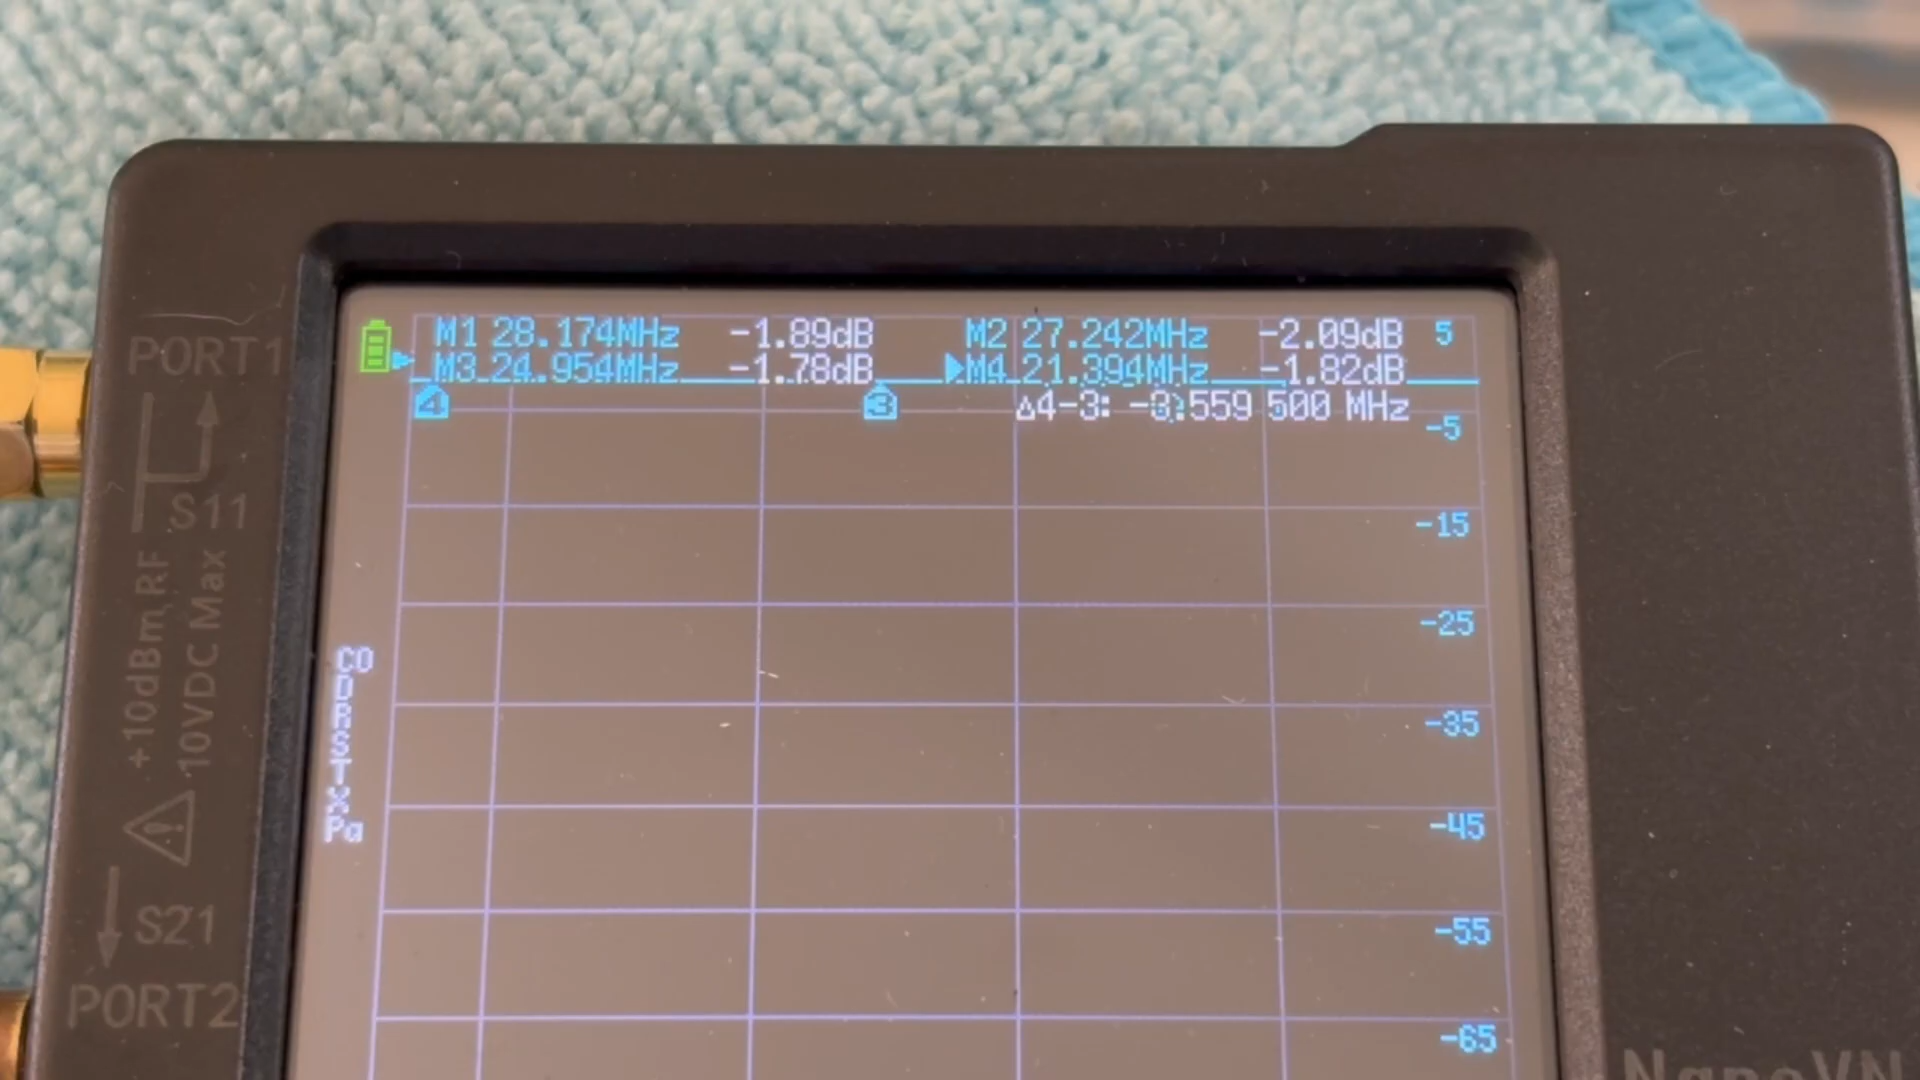 PORT1
S11
+10dBm RF
10VDC Max
S21
PORT2
M1 28.174MHz -1.89dB M2 27.242MHz -2.09dB 5
M3 24.954MHz -1.78dB M4 21.394MHz -1.82dB
4 3 Δ4-3: -3.559 500 MHz
-5
-15
-25
C0
D
R
S
T
X
Pa
-35
-45
-55
-65